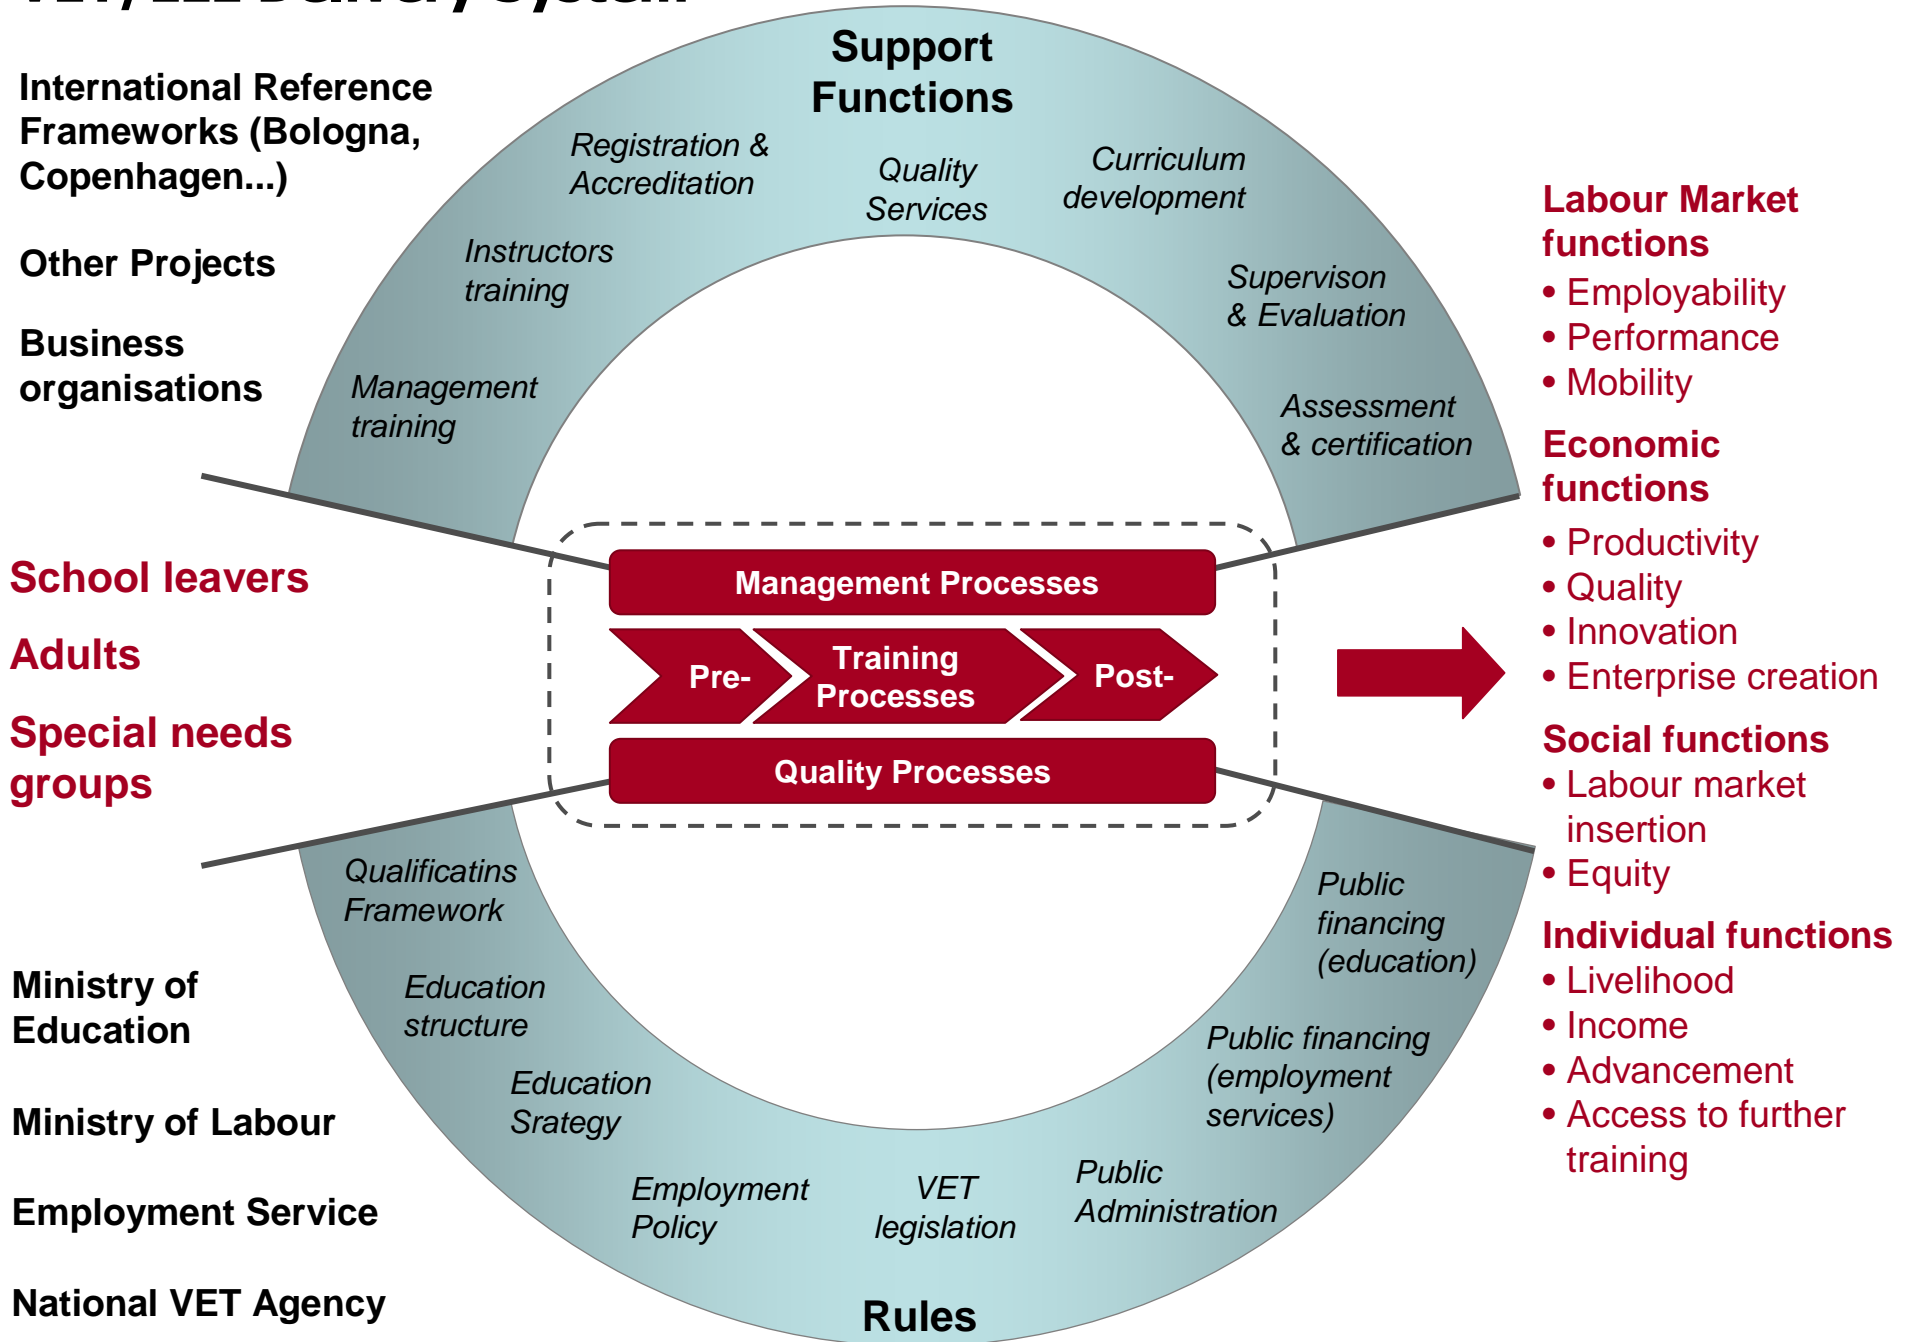 International Reference
Frameworks (Bologna,
Copenhagen...)
Other Projects
Business
organisations
Support
Functions
Registration &
Accreditation
Quality
Services
Curriculum
development
Instructors
training
Supervison
& Evaluation
Management
training
Assessment
& certification
School leavers
Adults
Special needs
groups
Management Processes
Pre-
Training
Processes
Post-
Quality Processes
Labour Market
functions
• Employability
• Performance
• Mobility
Economic
functions
• Productivity
• Quality
• Innovation
• Enterprise creation
Social functions
• Labour market
insertion
• Equity
Individual functions
• Livelihood
• Income
• Advancement
• Access to further
training
Ministry of
Education
Ministry of Labour
Employment Service
National VET Agency
Qualificatins
Framework
Education
structure
Education
Srategy
Employment
Policy
VET
legislation
Public
Administration
Public financing
(employment
services)
Public
financing
(education)
Rules